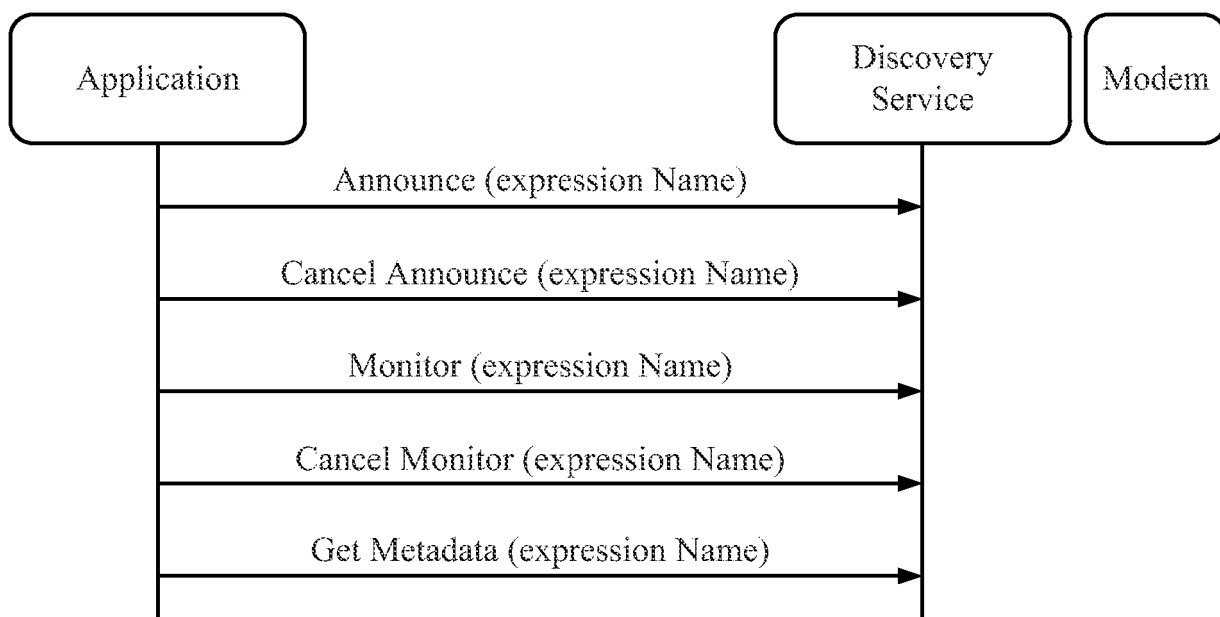 Application
Discovery
Service
Modem
Announce (expression Name)
Cancel Announce (expression Name)
Monitor (expression Name)
Cancel Monitor (expression Name)
Get Metadata (expression Name)